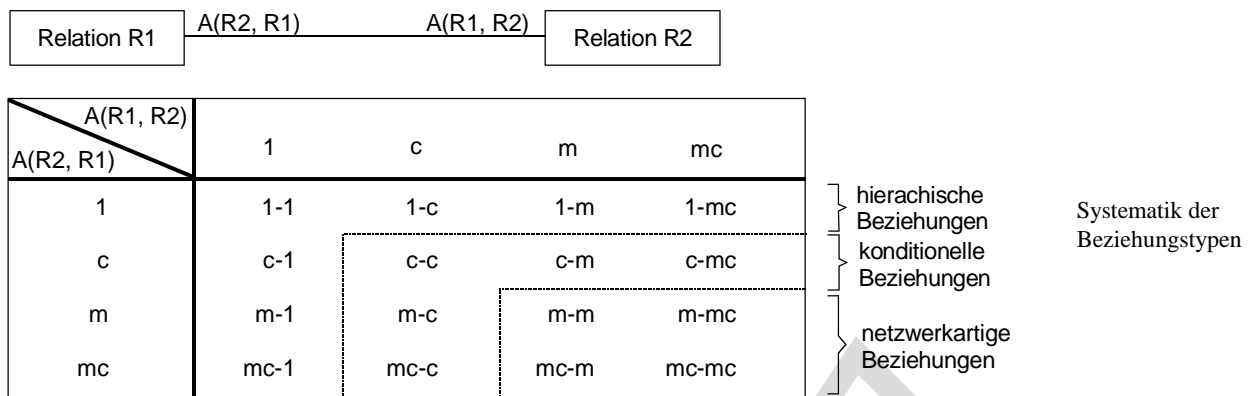 Relation R1 A(R2, R1) A(R1, R2) Relation R2
A(R1, R2)
A(R2, R1)
1 c m mc
1 1-1 1-c 1-m 1-mc
c c-1 c-c c-m c-mc
m m-1 m-c m-m m-mc
mc mc-1 mc-c mc-m mc-mc
hierachische
Beziehungen
konditionelle
Beziehungen
netzwerkartige
Beziehungen
Systematik der
Beziehungstypen